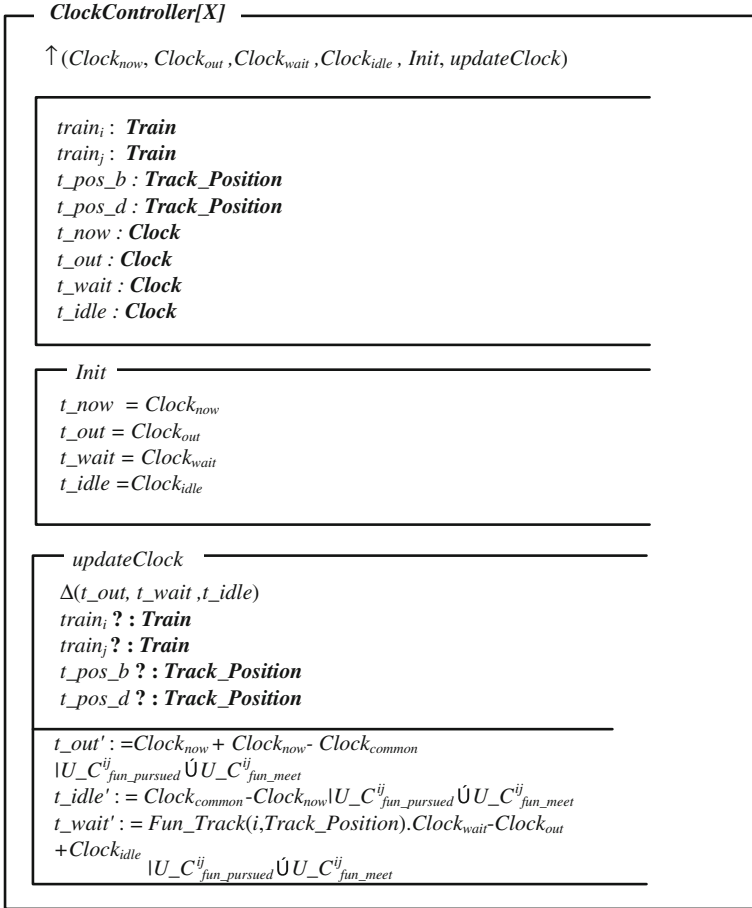 ClockController[X]
↑(Clock_now, Clock_out ,Clock_wait ,Clock_idle , Init, updateClock)
train_i : Train
train_j : Train
t_pos_b : Track_Position
t_pos_d : Track_Position
t_now : Clock
t_out : Clock
t_wait : Clock
t_idle : Clock
Init
t_now = Clock_now
t_out = Clock_out
t_wait = Clock_wait
t_idle =Clock_idle
updateClock
Δ(t_out, t_wait ,t_idle)
train_i ? : Train
train_j ? : Train
t_pos_b ? : Track_Position
t_pos_d ? : Track_Position
t_out' : =Clock_now + Clock_now- Clock_common
|U_C^ij_fun_pursued ÚU_C^ij_fun_meet
t_idle' : = Clock_common-Clock_now|U_C^ij_fun_pursued ÚU_C^ij_fun_meet
t_wait' : = Fun_Track(i,Track_Position).Clock_wait-Clock_out
+Clock_idle
|U_C^ij_fun_pursued ÚU_C^ij_fun_meet